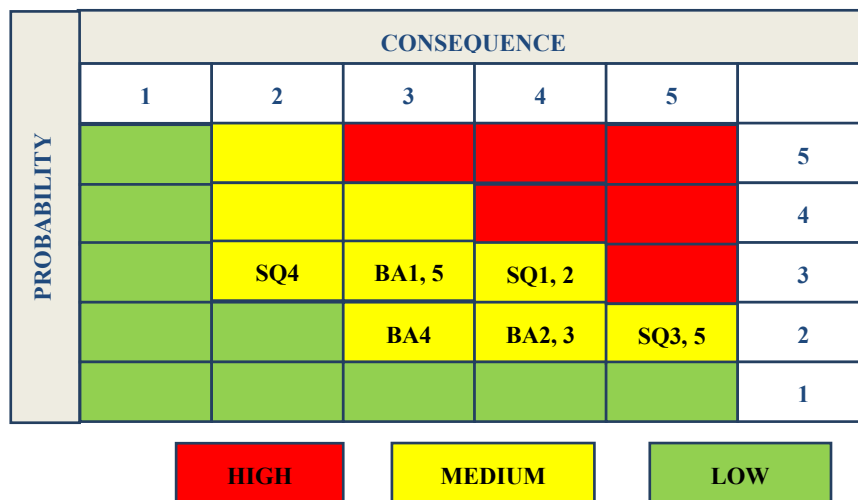 CONSEQUENCE
1 2 3 4 5
PROBABILITY
5
4
SQ4 BA1, 5 SQ1, 2 3
BA4 BA2, 3 SQ3, 5 2
1
HIGH MEDIUM LOW